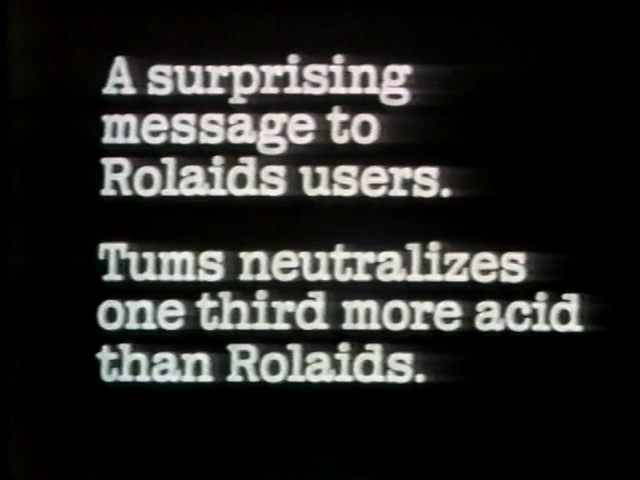 A surprising
message to
Rolaids users.
Tums neutralizes
one third more acid
than Rolaids.